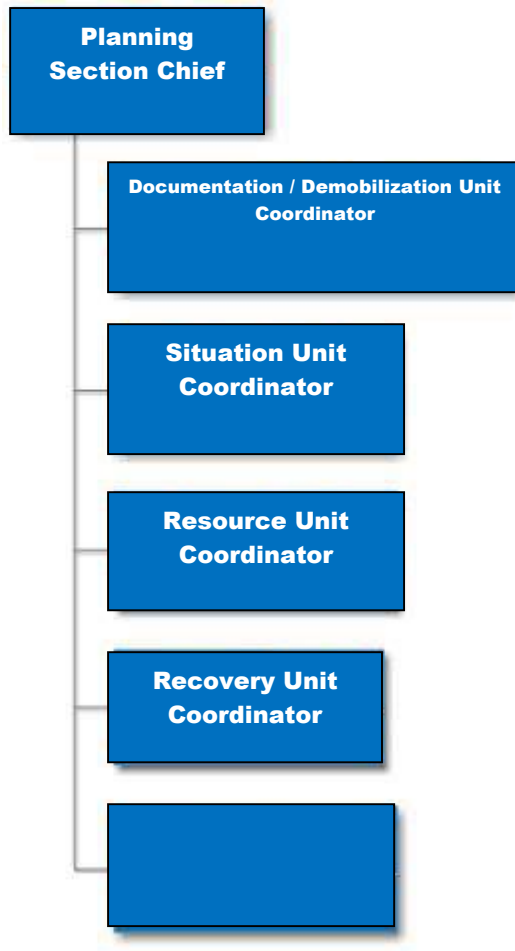 Planning
Section Chief
Documentation / Demobilization Unit
Coordinator
Situation Unit
Coordinator
Resource Unit
Coordinator
Recovery Unit
Coordinator